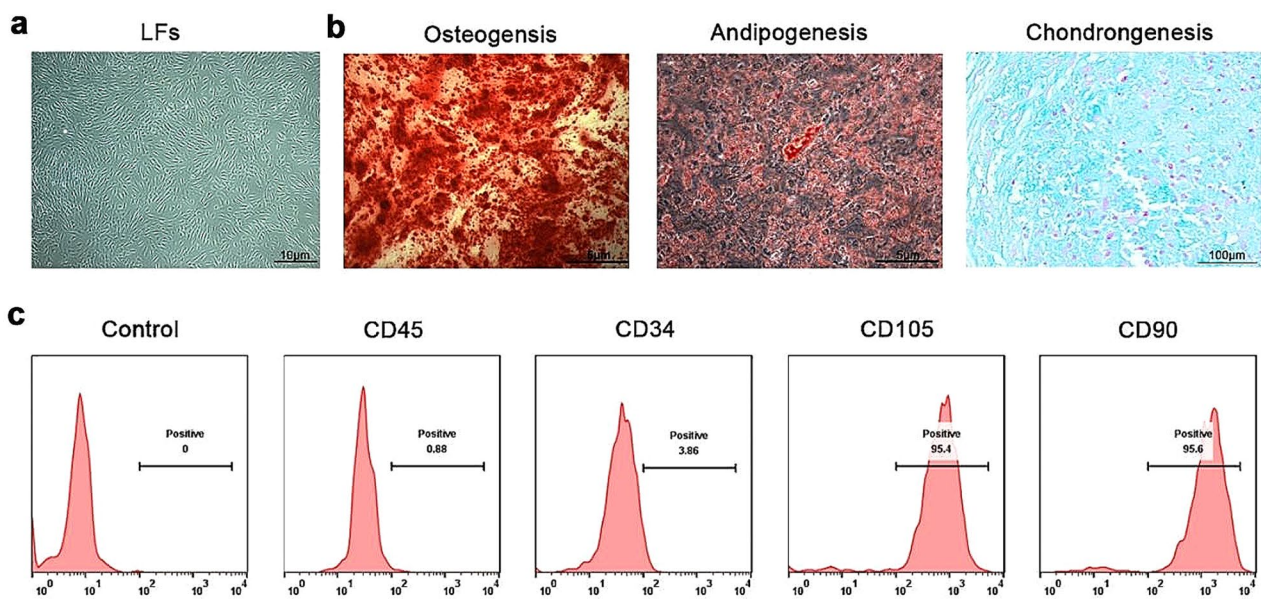 a
LFs
10µm
b
Osteogensis
5µm
Andipogenesis
5µm
Chondrongenesis
100µm
c
Control
Positive
0
10⁰ 10¹ 10² 10³ 10⁴
CD45
Positive
0.88
10⁰ 10¹ 10² 10³ 10⁴
CD34
Positive
3.86
10⁰ 10¹ 10² 10³ 10⁴
CD105
Positive
95.4
10⁰ 10¹ 10² 10³ 10⁴
CD90
Positive
95.6
10⁰ 10¹ 10² 10³ 10⁴